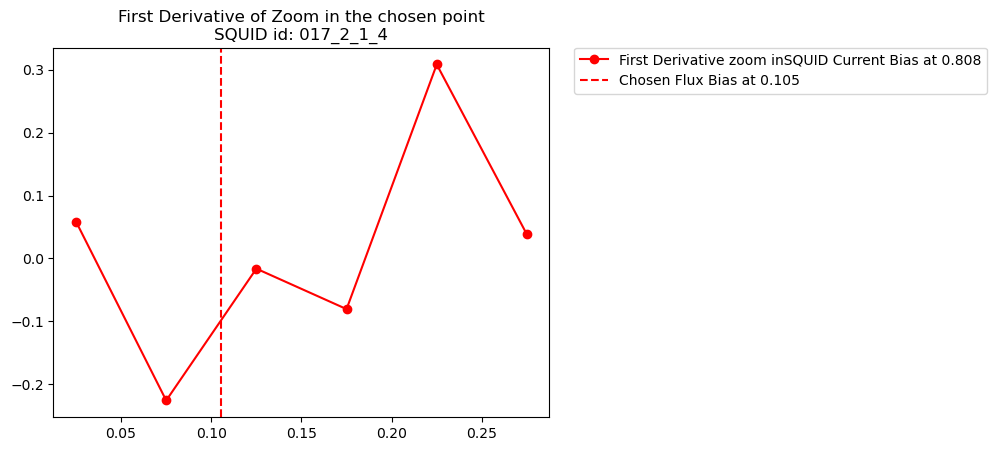 First Derivative of Zoom in the chosen point
SQUID id: 017_2_1_4
First Derivative zoom inSQUID Current Bias at 0.808
Chosen Flux Bias at 0.105
0.3
0.2
0.1
0.0
−0.1
−0.2
0.05 0.10 0.15 0.20 0.25